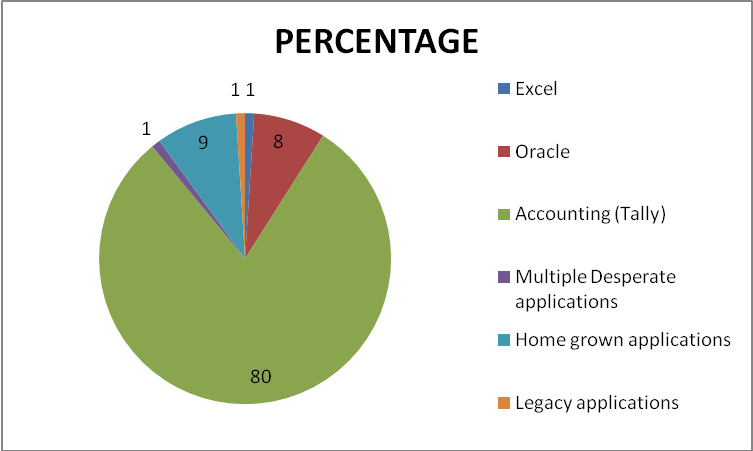 PERCENTAGE
1 1
1
9
8
80
Excel
Oracle
Accounting (Tally)
Multiple Desperate
applications
Home grown applications
Legacy applications